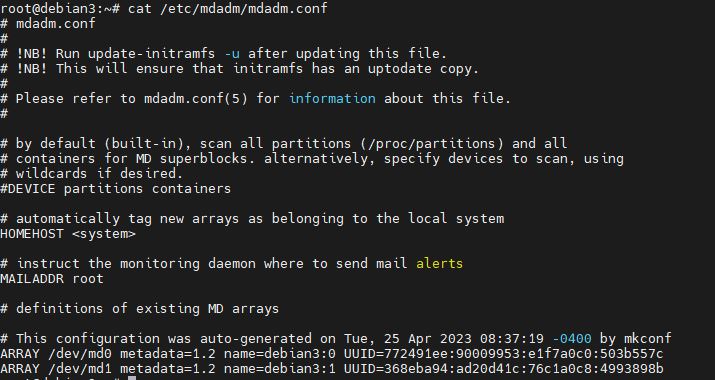 root@debian3:~# cat /etc/mdadm/mdadm.conf
# mdadm.conf
#
# !NB! Run update-initramfs -u after updating this file.
# !NB! This will ensure that initramfs has an uptodate copy.
#
# Please refer to mdadm.conf(5) for information about this file.
#

# by default (built-in), scan all partitions (/proc/partitions) and all
# containers for MD superblocks. alternatively, specify devices to scan, using
# wildcards if desired.
#DEVICE partitions containers

# automatically tag new arrays as belonging to the local system
HOMEHOST <system>

# instruct the monitoring daemon where to send mail alerts
MAILADDR root

# definitions of existing MD arrays

# This configuration was auto-generated on Tue, 25 Apr 2023 08:37:19 -0400 by mkconf
ARRAY /dev/md0 metadata=1.2 name=debian3:0 UUID=772491ee:90009953:e1f7a0c0:503b557c
ARRAY /dev/md1 metadata=1.2 name=debian3:1 UUID=368eba94:ad20d41c:76c1a0c8:4993898b